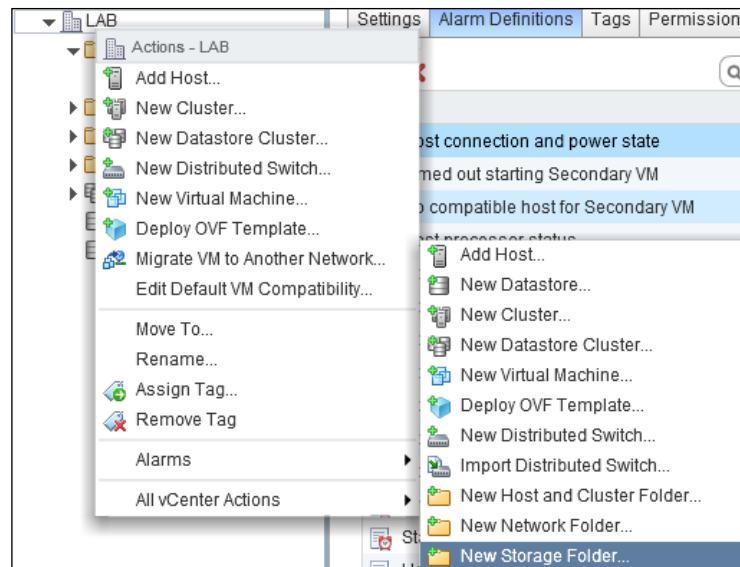 LAB
Settings Alarm Definitions Tags Permission
Actions - LAB
Add Host...
New Cluster...
New Datastore Cluster...
New Distributed Switch...
New Virtual Machine...
Deploy OVF Template...
Migrate VM to Another Network...
Edit Default VM Compatibility...
Move To...
Rename...
Assign Tag...
Remove Tag
Alarms
All vCenter Actions
ost connection and power state
med out starting Secondary VM
compatible host for Secondary VM
ost processor status
Add Host...
New Datastore...
New Cluster...
New Datastore Cluster...
New Virtual Machine...
Deploy OVF Template...
New Distributed Switch...
Import Distributed Switch...
New Host and Cluster Folder...
New Network Folder...
New Storage Folder...